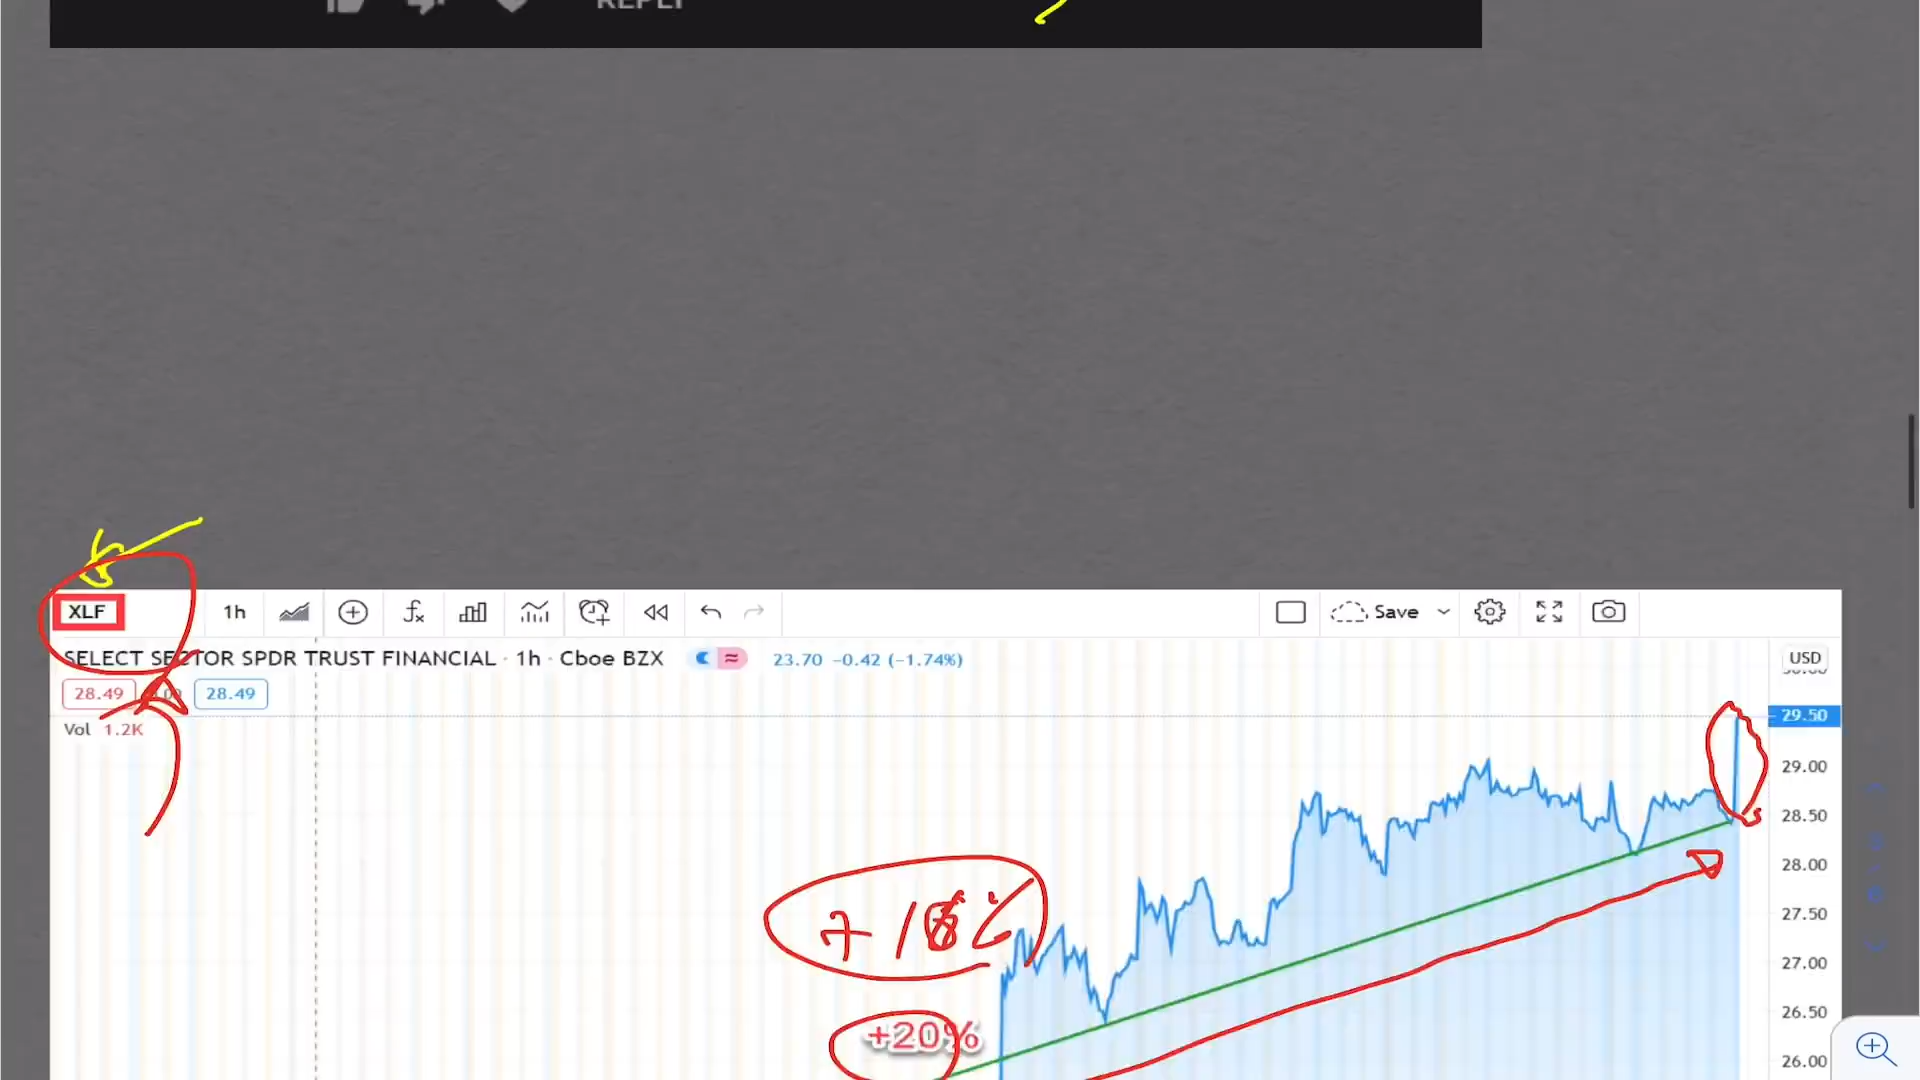 REPLY
XLF 1h Save
SELECT SECTOR SPDR TRUST FINANCIAL · 1h · Cboe BZX 23.70 −0.42 (−1.74%) USD
28.49 28.49
Vol 1.2K
29.50
29.00
28.50
28.00
27.50
27.00
26.50
26.00
+20%